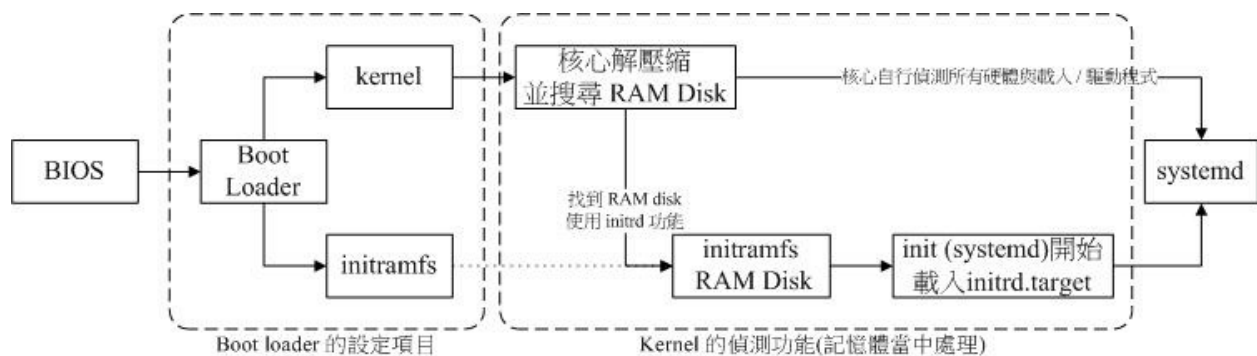 BIOS
Boot
Loader
kernel
initramfs
Boot loader 的設定項目
核心解壓縮
並搜尋 RAM Disk
核心自行偵測所有硬體與載入 / 驅動程式
找到 RAM disk
使用 initrd 功能
initramfs
RAM Disk
init (systemd)開始
載入initrd.target
systemd
Kernel 的偵測功能(記憶體當中處理)